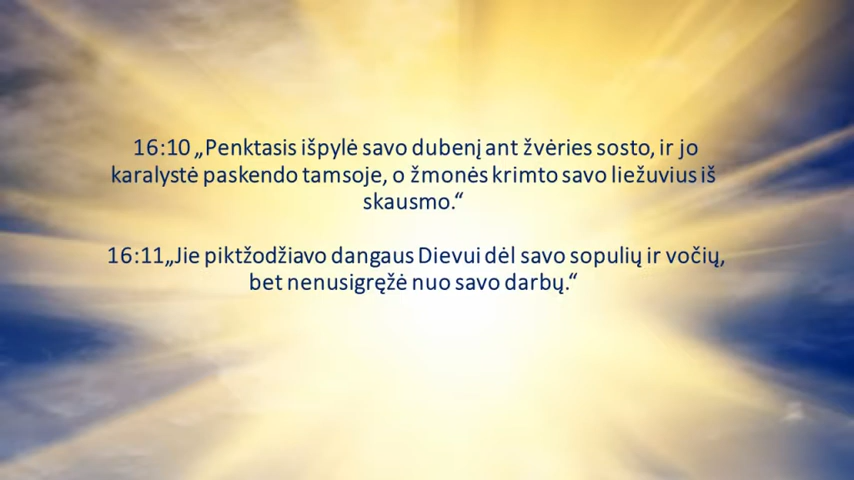 16:10 „Penktasis išpylė savo dubenį ant žvėries sosto, ir jo
karalystė paskendo tamsoje, o žmonės krimto savo liežuvius iš
skausmo.“
16:11„Jie piktžodžiavo dangaus Dievui dėl savo sopulių ir vočių,
bet nenusigręžė nuo savo darbų.“